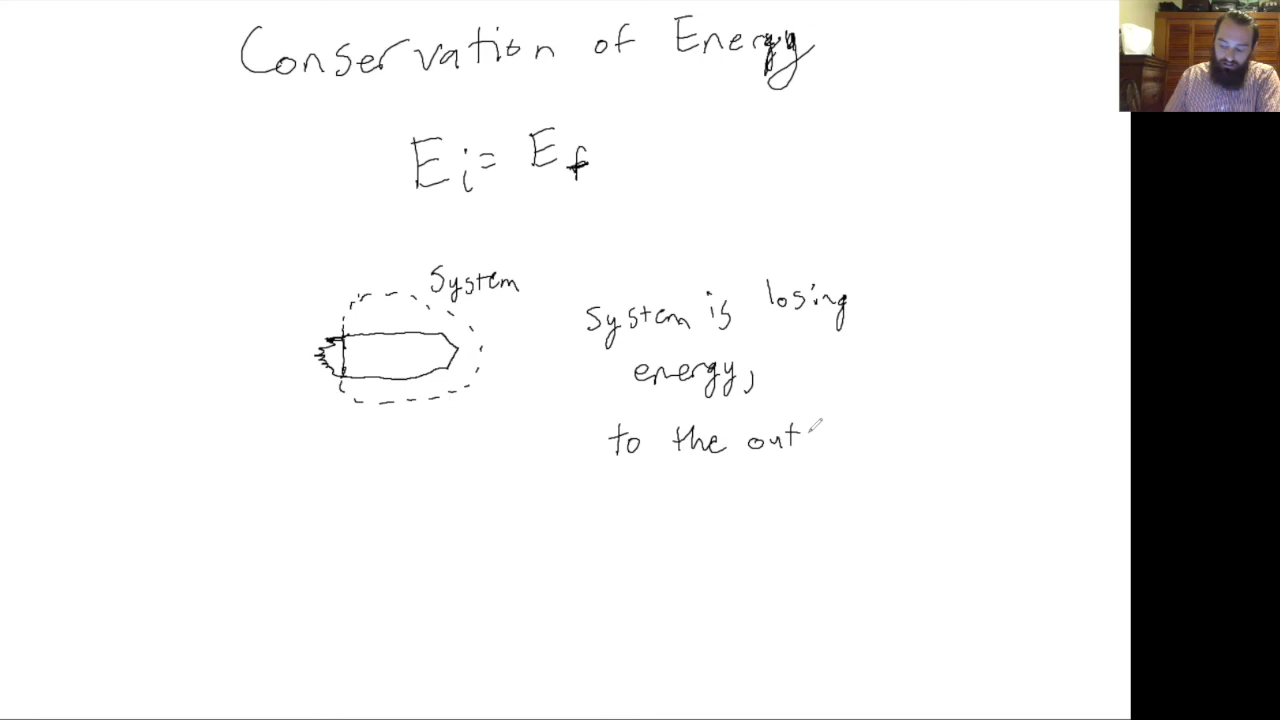 Conservation of Energy
Ei = Ef
System
System is losing
energy,
to the out